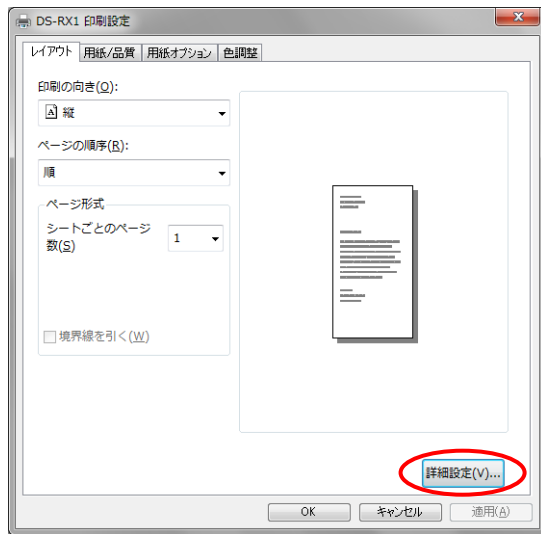 DS-RX1 印刷設定
レイアウト 用紙/品質 用紙オプション 色調整
印刷の向き(O):
縦
ページの順序(R):
順
ページ形式
シートごとのページ
数(S)
1
境界線を引く(W)
詳細設定(V)...
OK キャンセル 適用(A)